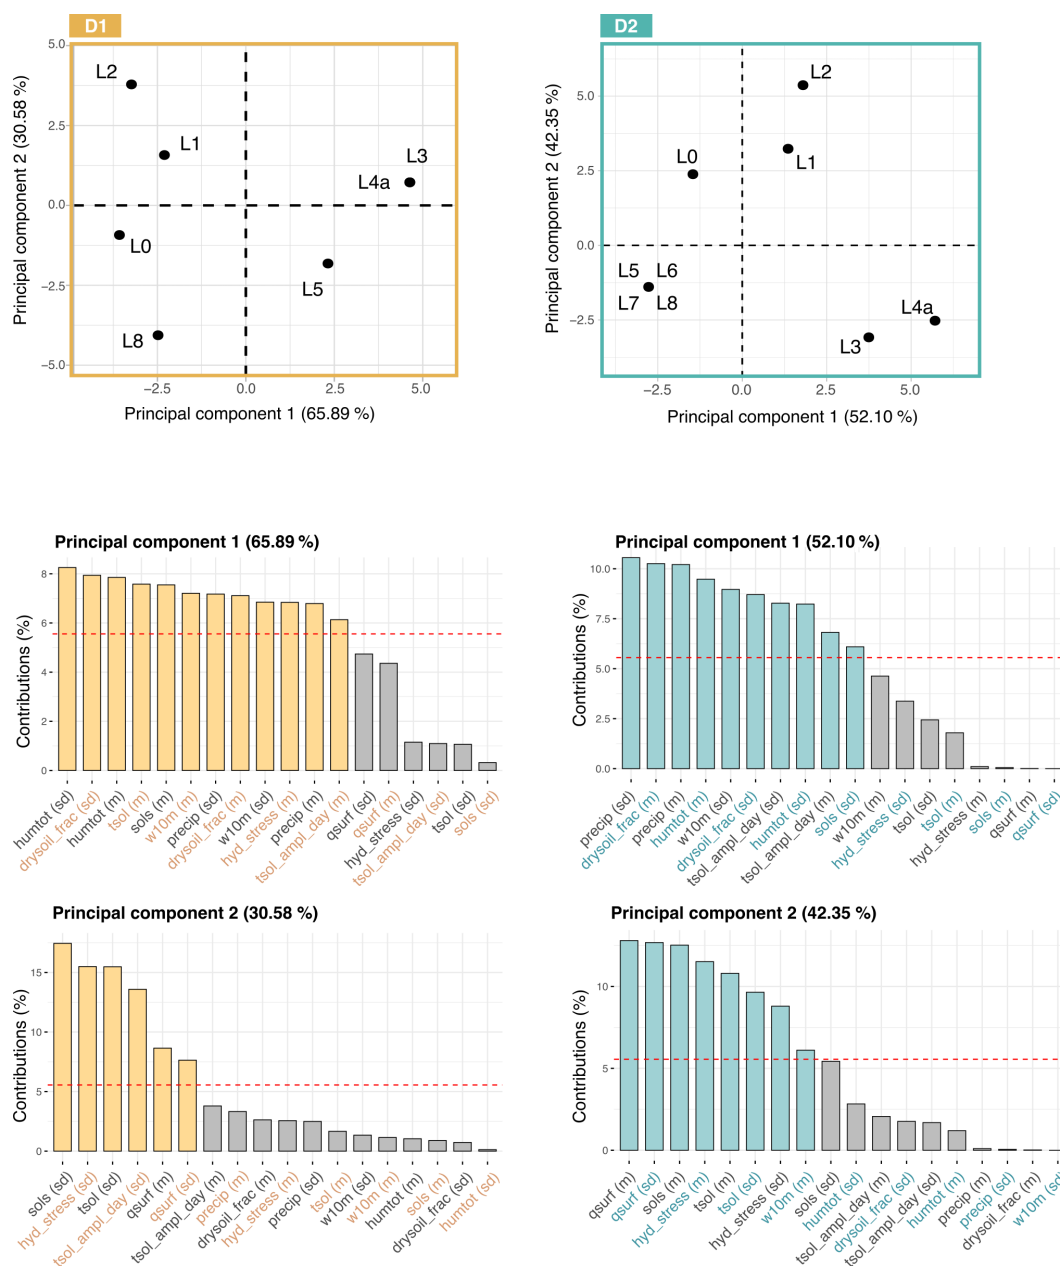 D1
D2
Principal component 2 (30.58 %)
5.0
2.5
0.0
−2.5
−5.0
L2
L1
L3
L4a
L0
L5
L8
−2.5
0.0
2.5
5.0
Principal component 1 (65.89 %)
Principal component 2 (42.35 %)
5.0
2.5
0.0
−2.5
L2
L0
L1
L5 L6
L7 L8
L4a
L3
−2.5
0.0
2.5
5.0
Principal component 1 (52.10 %)
Principal component 1 (65.89 %)
Contributions (%)
8
6
4
2
0
humtot (sd)
drysoil_frac (sd)
humtot (m)
tsol (m)
sols (m)
w10m (m)
precip (sd)
drysoil_frac (m)
w10m (sd)
hyd_stress (m)
precip (m)
tsol_ampl_day (m)
qsurf (sd)
qsurf (m)
hyd_stress (sd)
tsol_ampl_day (sd)
tsol (sd)
sols (sd)
Principal component 1 (52.10 %)
Contributions (%)
10.0
7.5
5.0
2.5
0.0
precip (sd)
drysoil_frac (m)
precip (m)
humtot (m)
w10m (sd)
drysoil_frac (sd)
tsol_ampl_day (sd)
humtot (sd)
tsol_ampl_day (m)
sols (sd)
w10m (m)
hyd_stress (sd)
tsol (sd)
tsol (m)
hyd_stress (m)
sols (m)
qsurf (m)
qsurf (sd)
Principal component 2 (30.58 %)
Contributions (%)
15
10
5
0
sols (sd)
hyd_stress (sd)
tsol (sd)
tsol_ampl_day (sd)
qsurf (m)
qsurf (sd)
tsol_ampl_day (m)
precip (m)
drysoil_frac (m)
hyd_stress (m)
precip (sd)
tsol (m)
w10m (sd)
w10m (m)
humtot (m)
sols (m)
drysoil_frac (sd)
humtot (sd)
Principal component 2 (42.35 %)
Contributions (%)
10
5
0
qsurf (m)
qsurf (sd)
sols (m)
hyd_stress (m)
tsol (m)
tsol (sd)
hyd_stress (sd)
w10m (m)
sols (sd)
humtot (sd)
tsol_ampl_day (m)
drysoil_frac (sd)
tsol_ampl_day (sd)
humtot (m)
precip (m)
precip (sd)
drysoil_frac (m)
w10m (sd)